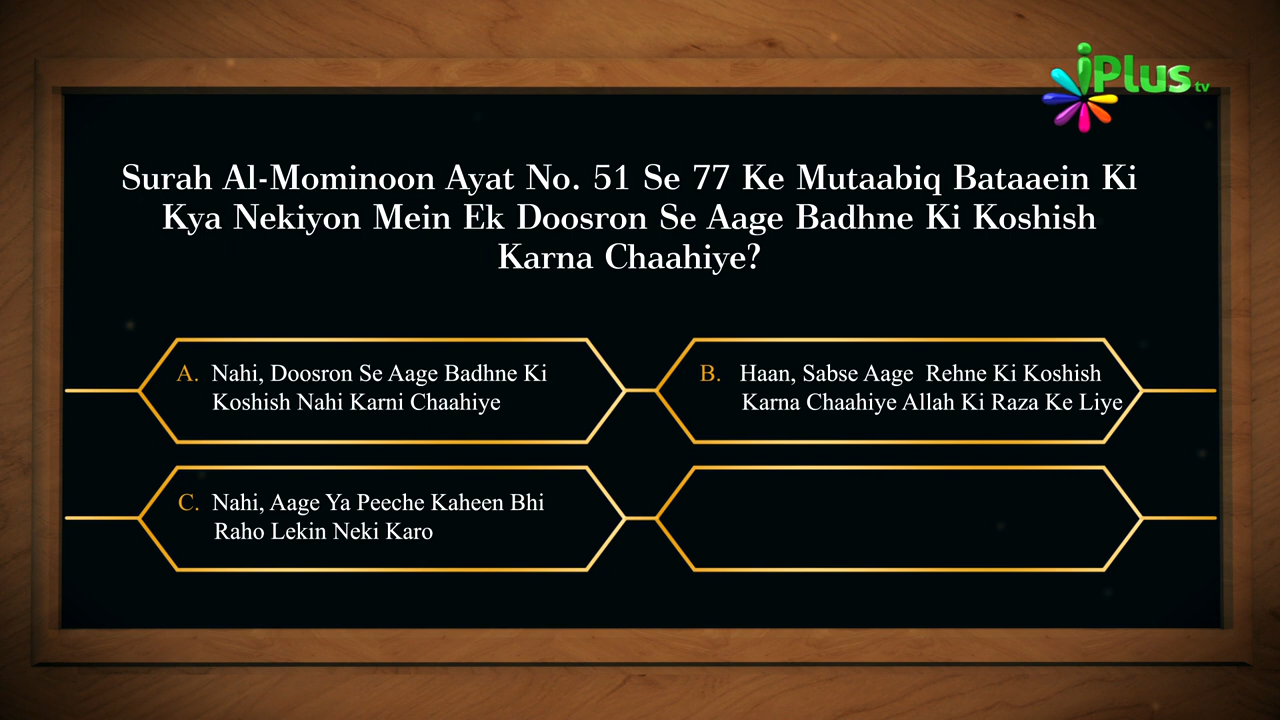 iPlus tv
Surah Al-Mominoon Ayat No. 51 Se 77 Ke Mutaabiq Bataaein Ki
Kya Nekiyon Mein Ek Doosron Se Aage Badhne Ki Koshish
Karna Chaahiye?
A. Nahi, Doosron Se Aage Badhne Ki
Koshish Nahi Karni Chaahiye
B. Haan, Sabse Aage Rehne Ki Koshish
Karna Chaahiye Allah Ki Raza Ke Liye
C. Nahi, Aage Ya Peeche Kaheen Bhi
Raho Lekin Neki Karo